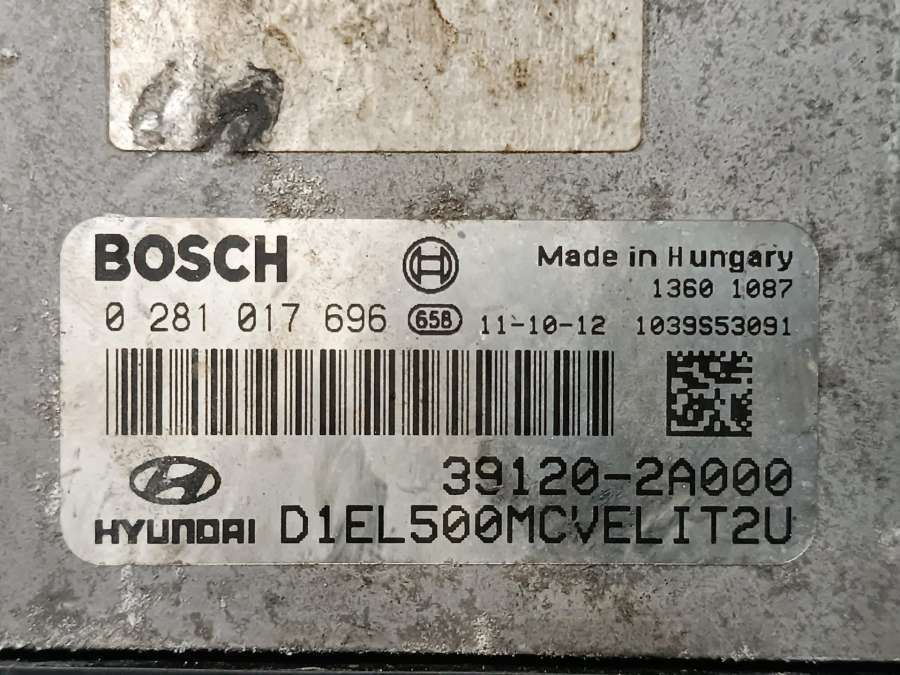 BOSCH
Made in Hungary
1360 1087
0 281 017 696 658 11-10-12 1039S53091
39120-2A000
HYUNDAI D1EL500MCVELIT2U